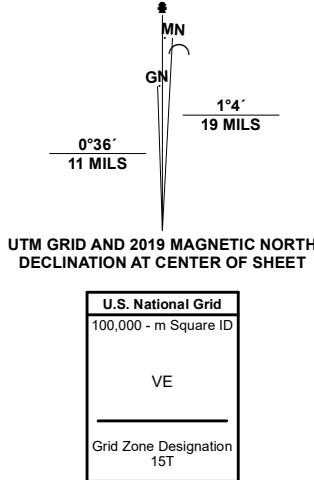 MN
GN
1°4´
19 MILS
0°36´
11 MILS
UTM GRID AND 2019 MAGNETIC NORTH
DECLINATION AT CENTER OF SHEET
U.S. National Grid
100,000 - m Square ID
VE
Grid Zone Designation
15T